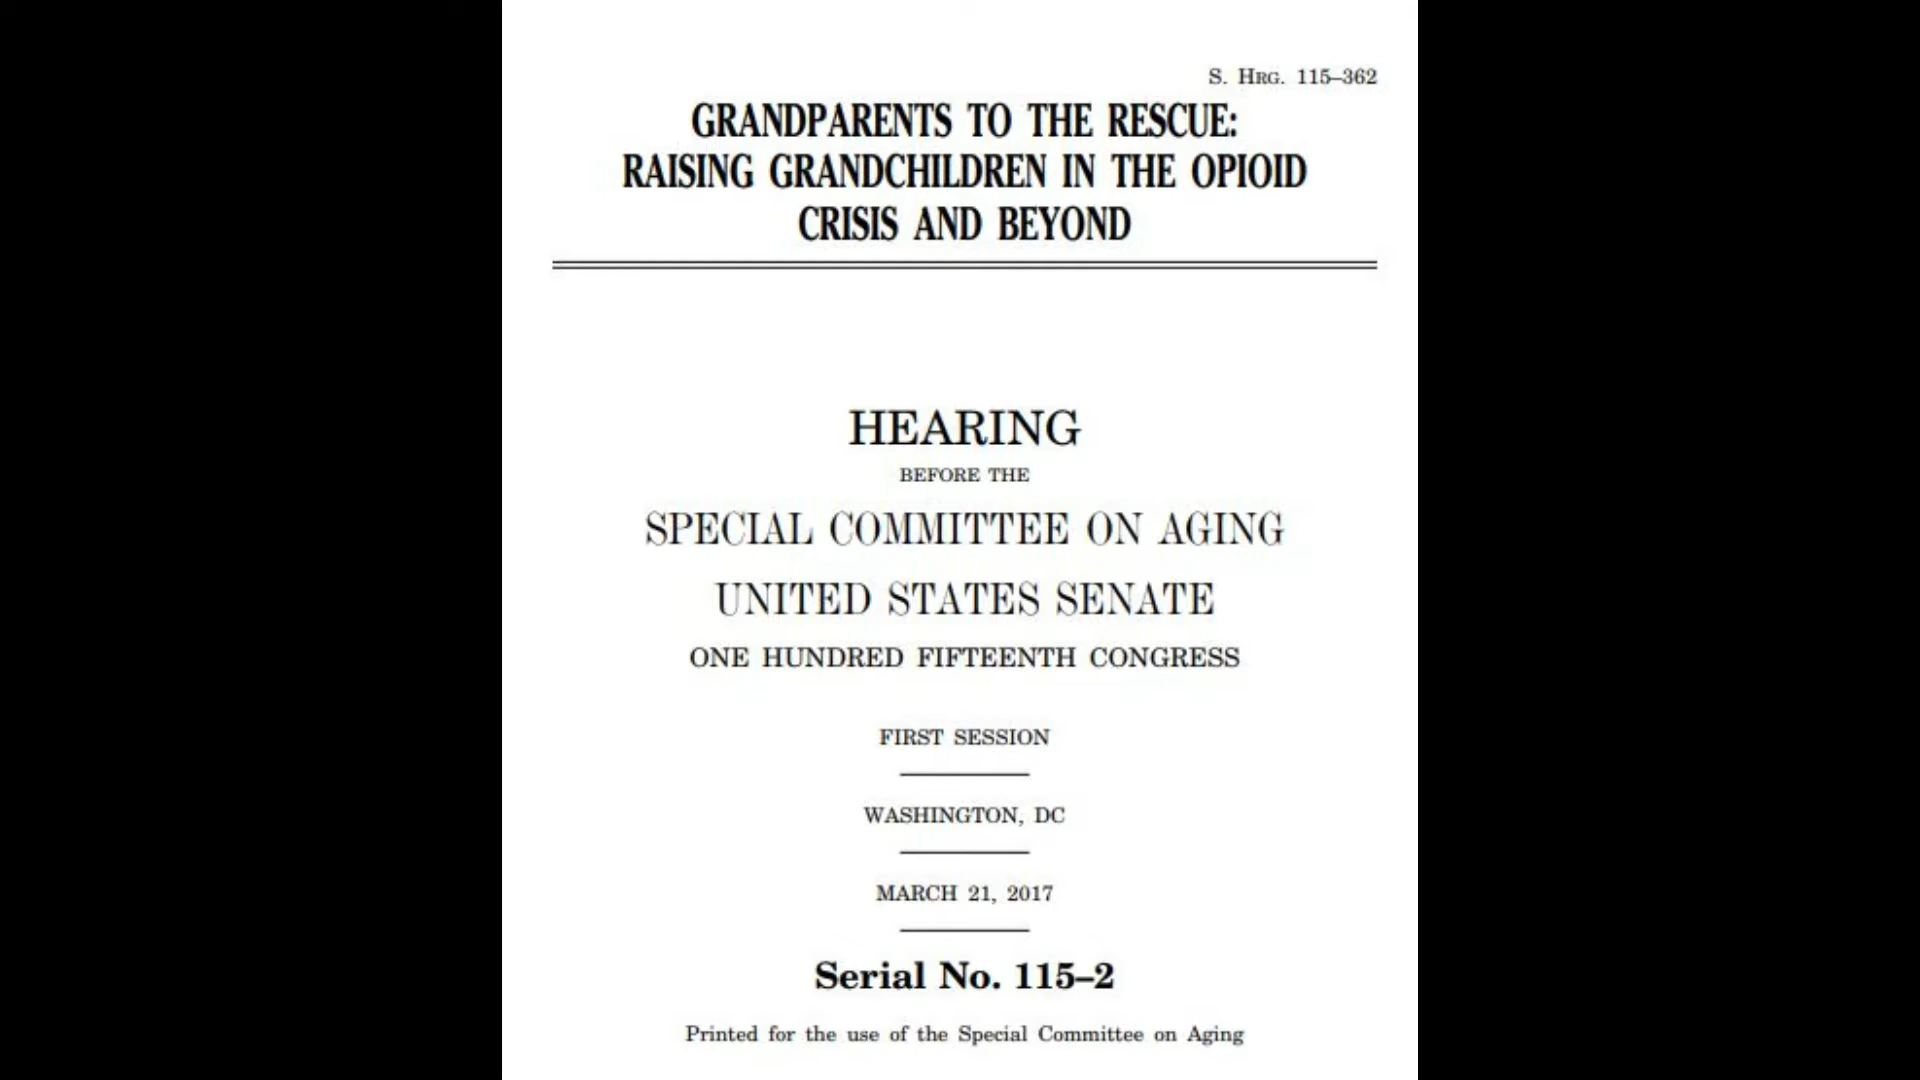 S. HRG. 115–362
GRANDPARENTS TO THE RESCUE:
RAISING GRANDCHILDREN IN THE OPIOID
CRISIS AND BEYOND
HEARING
BEFORE THE
SPECIAL COMMITTEE ON AGING
UNITED STATES SENATE
ONE HUNDRED FIFTEENTH CONGRESS
FIRST SESSION
WASHINGTON, DC
MARCH 21, 2017
Serial No. 115–2
Printed for the use of the Special Committee on Aging